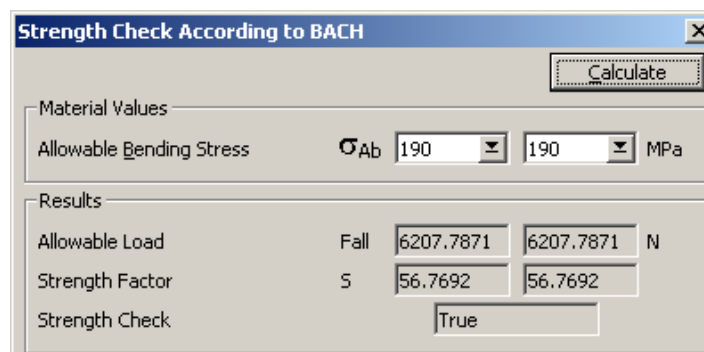 Strength Check According to BACH
Calculate
Material Values
Allowable Bending Stress σAb 190 190 MPa
Results
Allowable Load Fall 6207.7871 6207.7871 N
Strength Factor S 56.7692 56.7692
Strength Check True